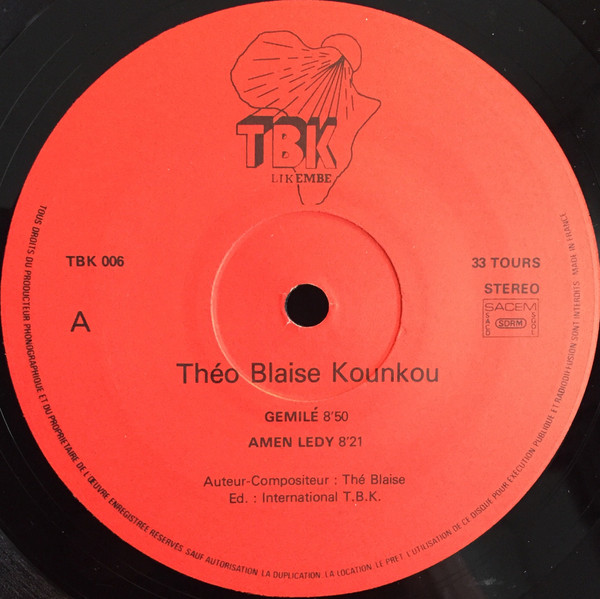 TBK
LIKEMBE
TBK 006
33 TOURS
STEREO
SACEM
SACD
SDRM
SGDL
A
Théo Blaise Kounkou
GEMILÉ 8'50
AMEN LEDY 8'21
Auteur-Compositeur : Thé Blaise
Ed. : International T.B.K.
TOUS DROITS DU PRODUCTEUR PHONOGRAPHIQUE ET DU PROPRIETAIRE DE L'ŒUVRE ENREGISTREE RESERVES. SAUF AUTORISATION, LA DUPLICATION, LA LOCATION, LE PRET, L'UTILISATION DE CE DISQUE POUR EXECUTION PUBLIQUE ET RADIODIFFUSION SONT INTERDITS. MADE IN FRANCE